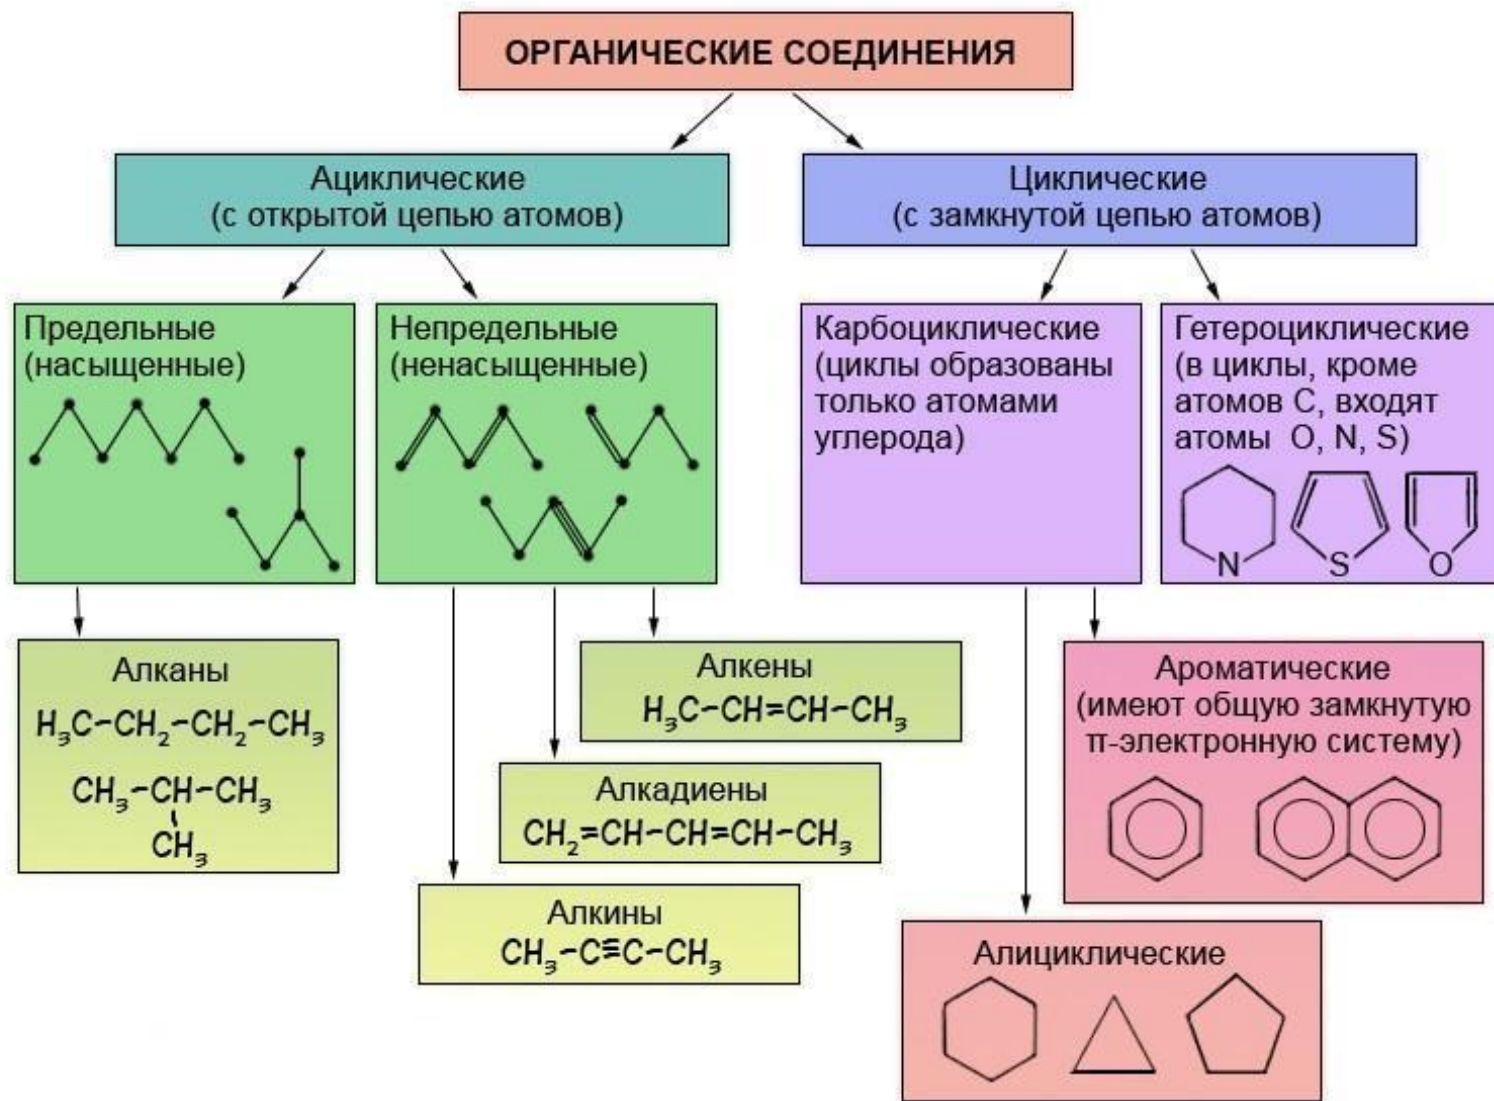 ОРГАНИЧЕСКИЕ СОЕДИНЕНИЯ
Ациклические
(с открытой цепью атомов)
Циклические
(с замкнутой цепью атомов)
Предельные
(насыщенные)
Непредельные
(ненасыщенные)
Карбоциклические
(циклы образованы
только атомами
углерода)
Гетероциклические
(в циклы, кроме
атомов С, входят
атомы О, N, S)
N
S
O
Алканы
H₃C-CH₂-CH₂-CH₃
CH₃-CH-CH₃
CH₃
Алкены
H₃C-CH=CH-CH₃
Алкадиены
CH₂=CH-CH=CH-CH₃
Алкины
CH₃-C≡C-CH₃
Ароматические
(имеют общую замкнутую
π-электронную систему)
Алициклические